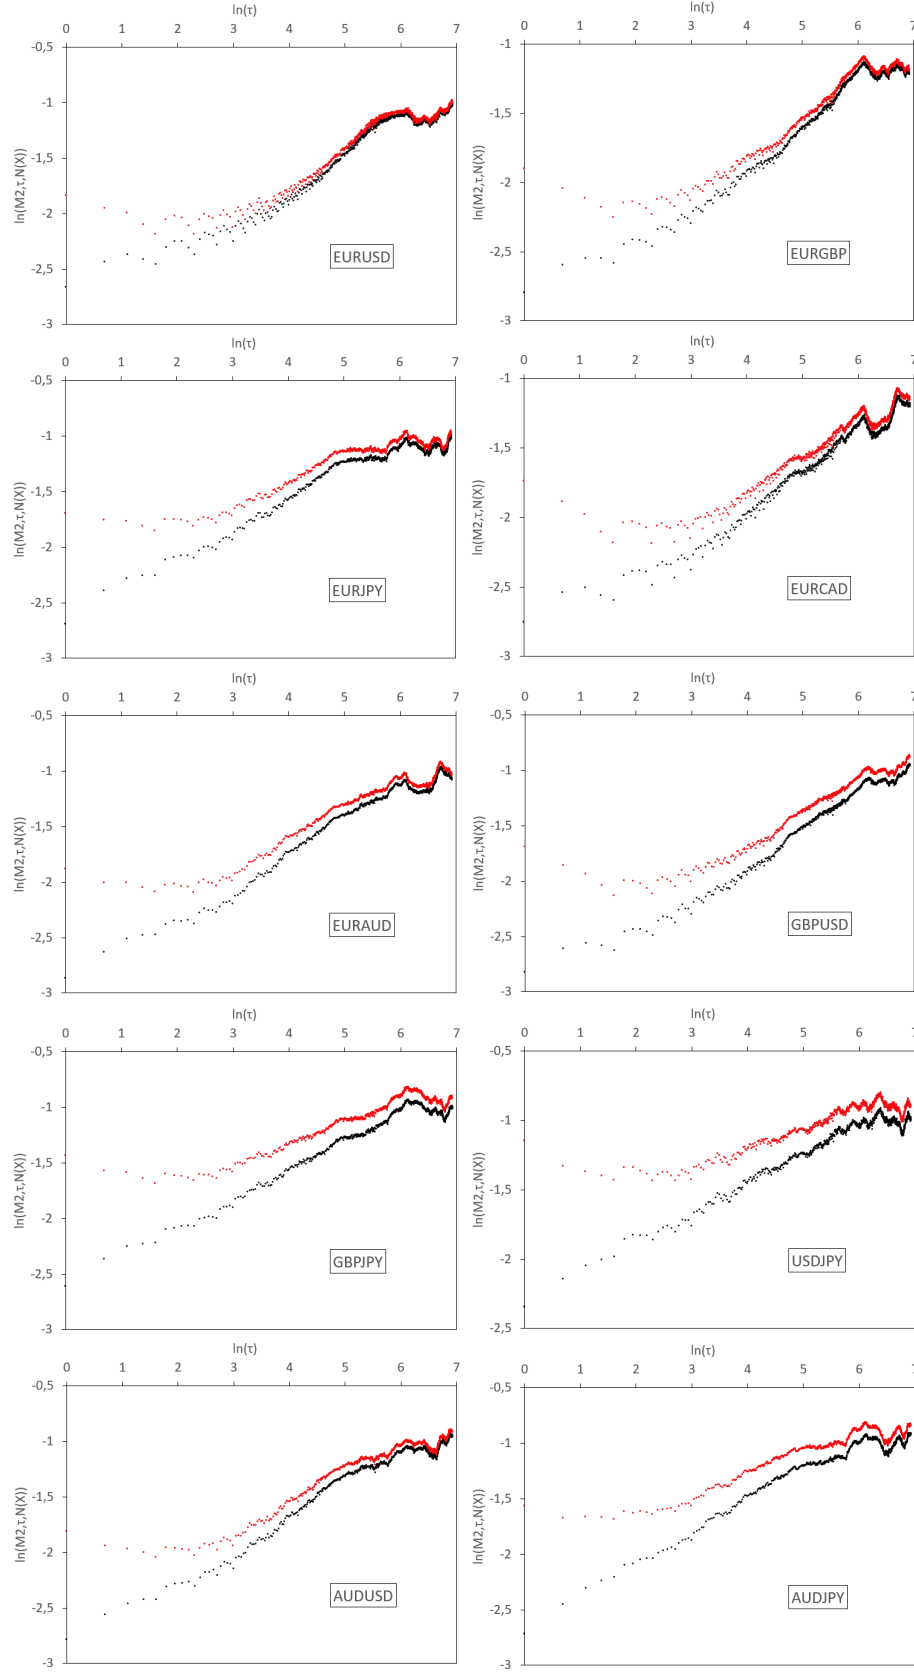 ln(τ)
0 1 2 3 4 5 6 7
-0,5
-1
-1,5
-2
-2,5
-3
ln(M2,τ,N(X))
EURUSD
0 1 2 3 4 5 6 7
-1
-1,5
-2
-2,5
-3
ln(M2,τ,N(X))
EURGBP
ln(τ)
0 1 2 3 4 5 6 7
-0,5
-1
-1,5
-2
-2,5
-3
ln(M2,τ,N(X))
EURJPY
ln(τ)
0 1 2 3 4 5 6 7
-1
-1,5
-2
-2,5
-3
ln(M2,τ,N(X))
EURCAD
ln(τ)
0 1 2 3 4 5 6 7
-0,5
-1
-1,5
-2
-2,5
-3
ln(M2,τ,N(X))
EURAUD
ln(τ)
0 1 2 3 4 5 6 7
-0,5
-1
-1,5
-2
-2,5
-3
ln(M2,τ,N(X))
GBPUSD
ln(τ)
0 1 2 3 4 5 6 7
-0,5
-1
-1,5
-2
-2,5
-3
ln(M2,τ,N(X))
GBPJPY
ln(τ)
0 1 2 3 4 5 6 7
-0,5
-1
-1,5
-2
-2,5
ln(M2,τ,N(X))
USDJPY
ln(τ)
0 1 2 3 4 5 6 7
-0,5
-1
-1,5
-2
-2,5
-3
ln(M2,τ,N(X))
AUDUSD
ln(τ)
0 1 2 3 4 5 6 7
-0,5
-1
-1,5
-2
-2,5
-3
ln(M2,τ,N(X))
AUDJPY